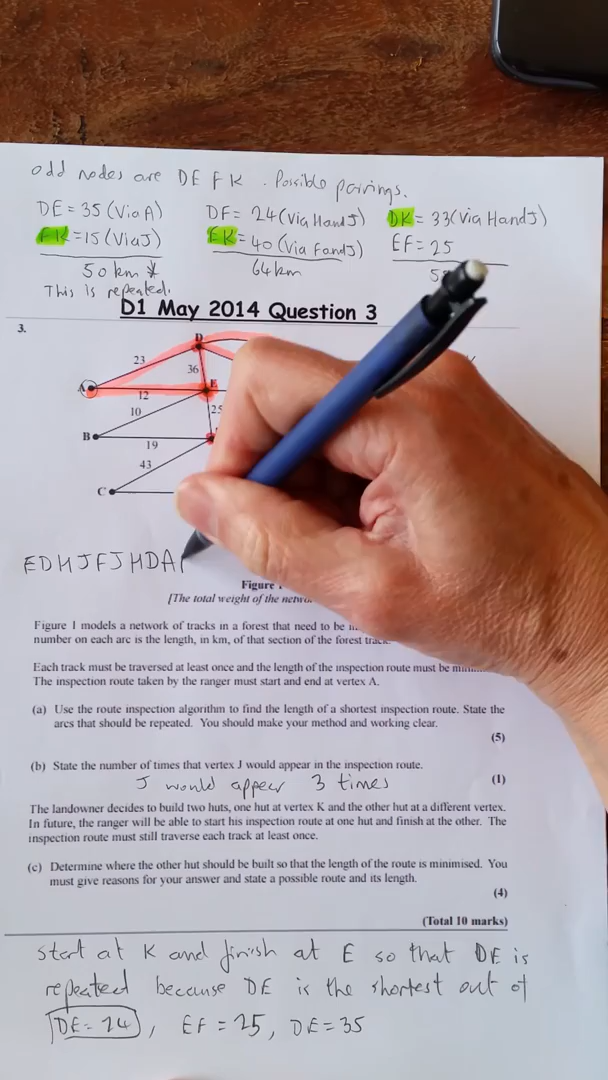 odd nodes are DE FK. Possible pairings.
DE = 35 (Via A) DF = 24 (via H and J) DK = 33 (Via H and J)
FK = 15 (Via J) EK = 40 (via F and J) EF = 25
50 km * 64 km 5
This is repeated.
D1 May 2014 Question 3
3.
D
23
36
A
E
12
10
25
B
19
43
C
EDHJFJHDA
Figure
[The total weight of the
Figure 1 models a network of tracks in a forest that need to be
number on each arc is the length, in km, of that section of the forest
Each track must be traversed at least once and the length of the inspection route must be
The inspection route taken by the ranger must start and end at vertex A.
(a) Use the route inspection algorithm to find the length of a shortest inspection route. State the
arcs that should be repeated. You should make your method and working clear.
(5)
(b) State the number of times that vertex J would appear in the inspection route.
(1)
J would appear 3 times
The landowner decides to build two huts, one hut at vertex K and the other hut at a different vertex.
In future, the ranger will be able to start his inspection route at one hut and finish at the other. The
inspection route must still traverse each track at least once.
(c) Determine where the other hut should be built so that the length of the route is minimised. You
must give reasons for your answer and state a possible route and its length.
(4)
(Total 10 marks)
start at K and finish at E so that DE is
repeated because DE is the shortest out of
DE = 24, EF = 25, DE = 35